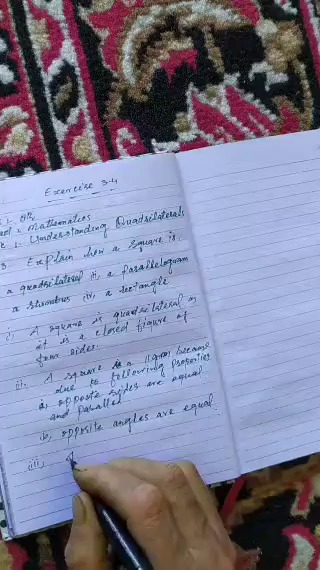 Exercise 3.4
Mathematics
Understanding Quadrilaterals
3 Explain how a square is
a quadrilateral ii, a parallelogram
a rhombus iv, a rectangle
i, A square is quadrilateral as
it is a closed figure of
four sides.
ii, A square is a llgam because
due to following properties
a, opposite sides are equal
and parallel
b, opposite angles are equal
iii,